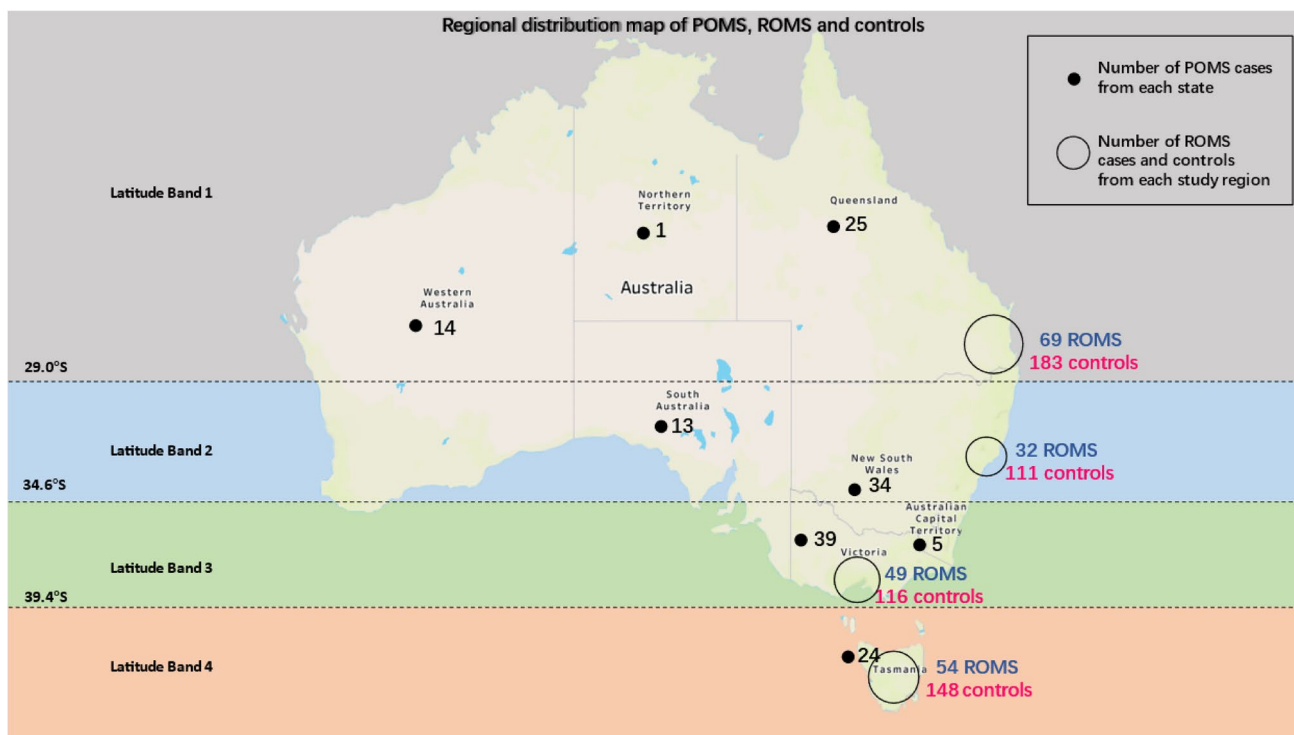 Regional distribution map of POMS, ROMS and controls
Number of POMS cases
from each state
Number of ROMS
cases and controls
from each study region
Latitude Band 1
Northern
Territory
1
Queensland
25
Australia
Western
Australia
14
69 ROMS
183 controls
29.0°S
South
Australia
13
Latitude Band 2
32 ROMS
111 controls
New South
Wales
34
34.6°S
Australian
Capital
Territory
5
39
Victoria
Latitude Band 3
49 ROMS
116 controls
39.4°S
Latitude Band 4
24
Tasmania
54 ROMS
148 controls